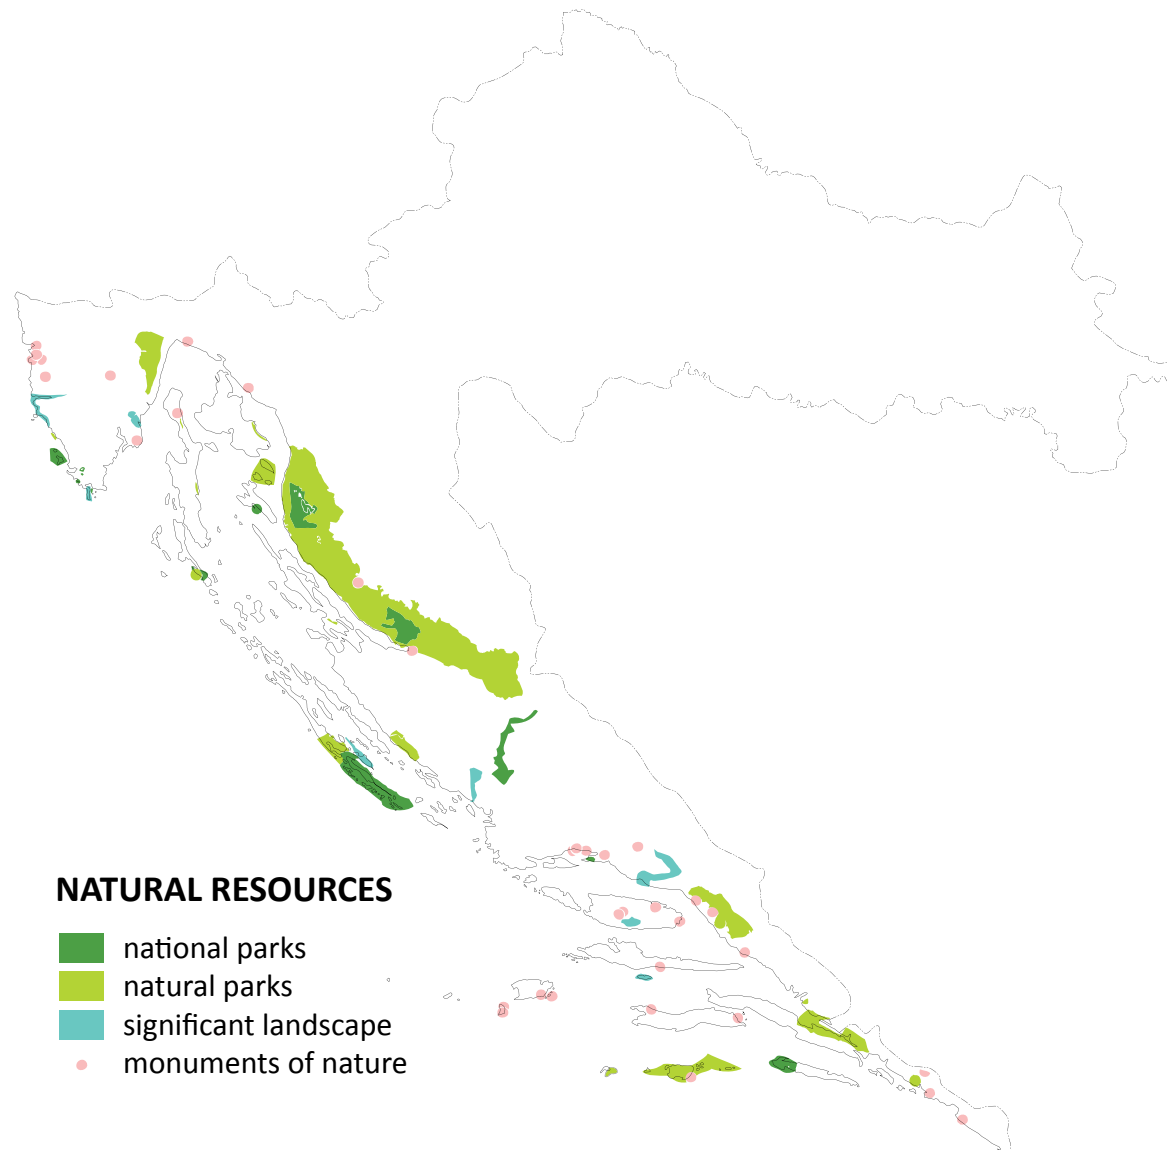 NATURAL RESOURCES
national parks
natural parks
significant landscape
monuments of nature